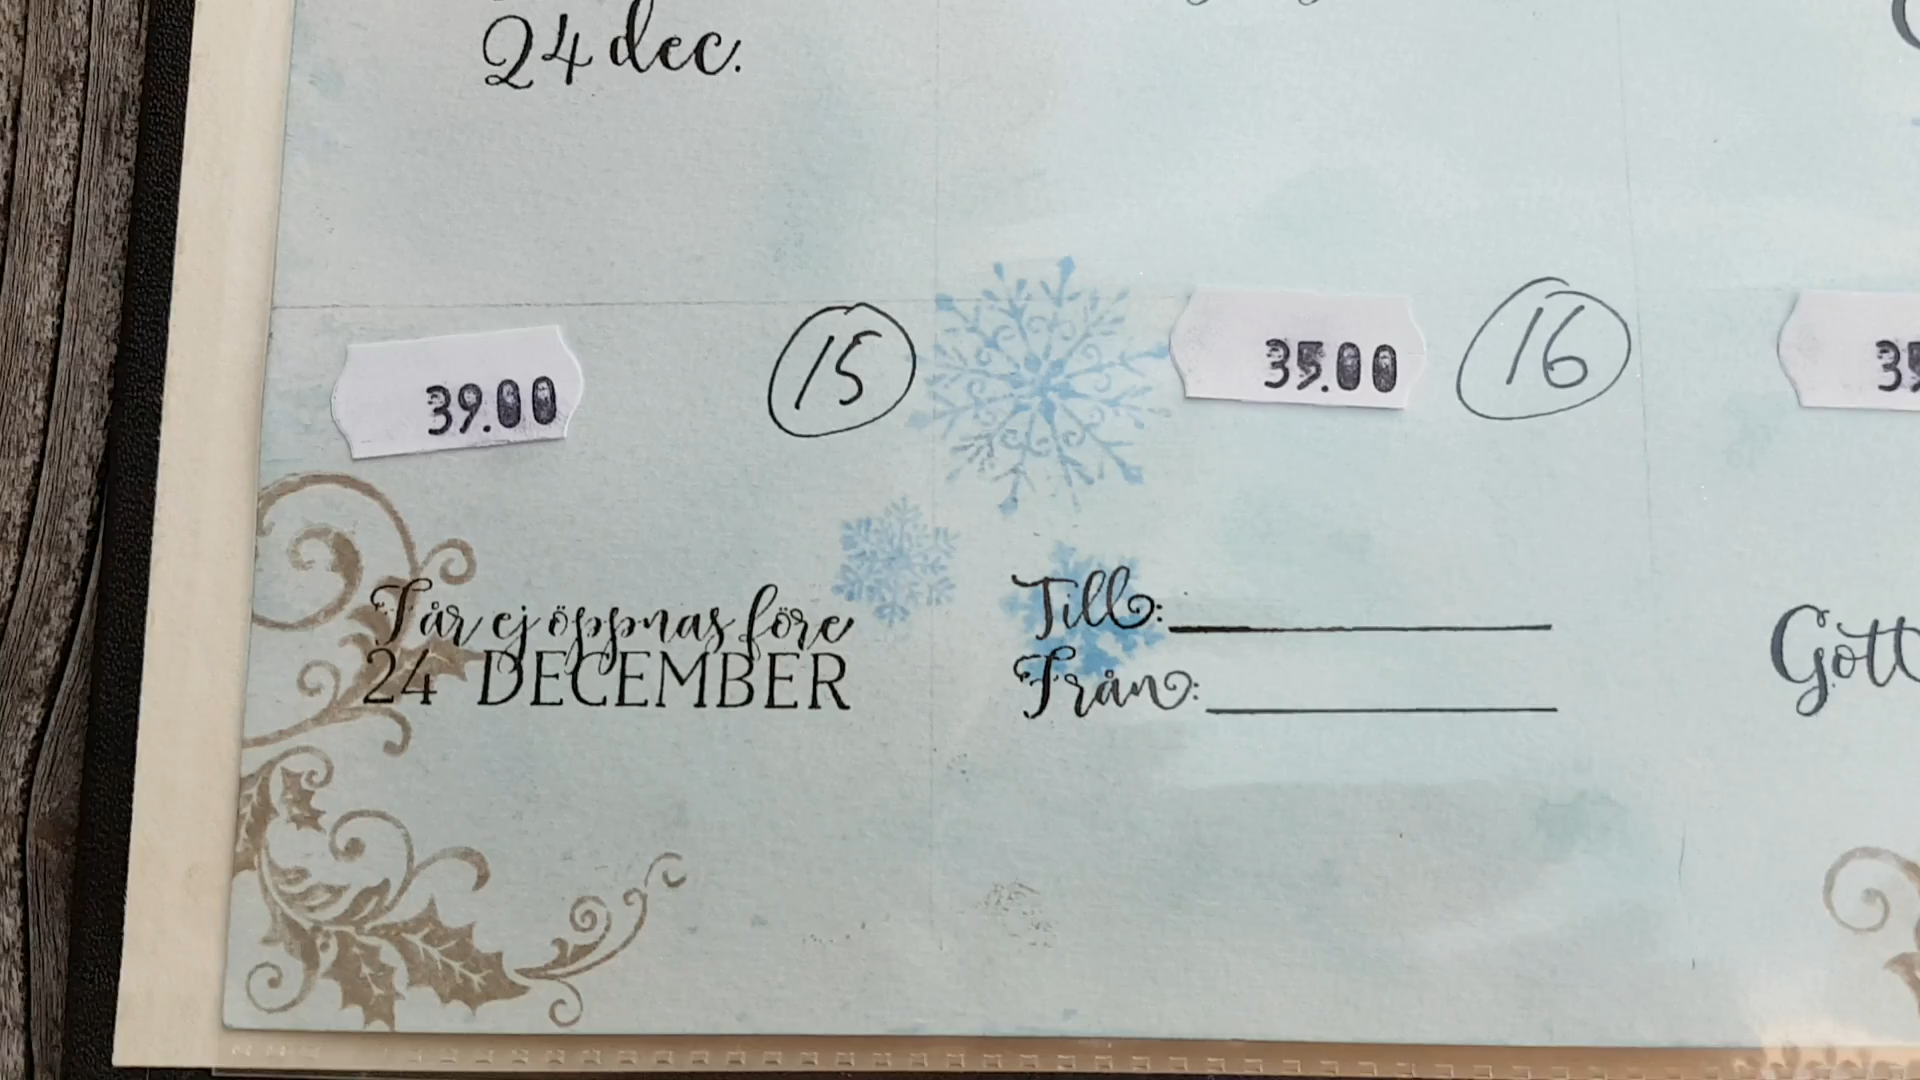 24 dec.
39.00
15
35.00
16
Får ej öppnas före
24 DECEMBER
Till:
Från: